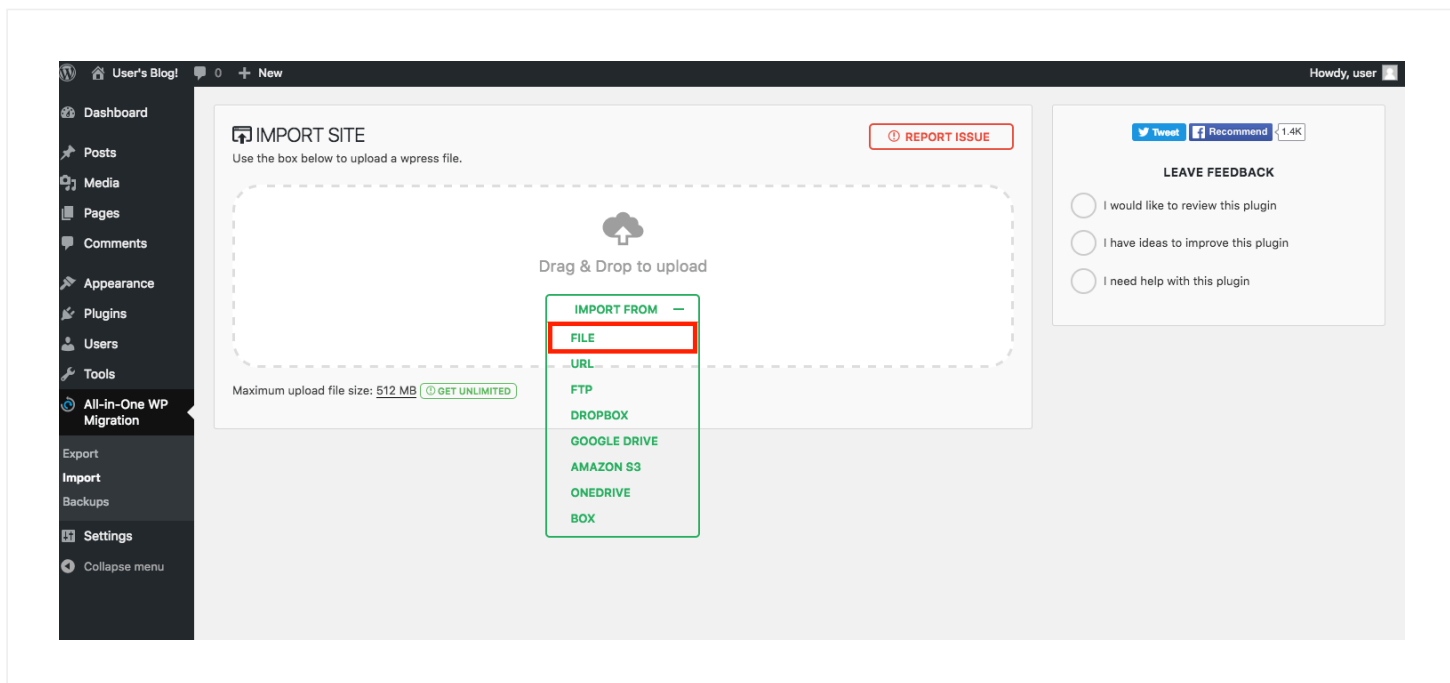 User's Blog! 0 + New
Howdy, user
Dashboard
Posts
Media
Pages
Comments
Appearance
Plugins
Users
Tools
All-in-One WP
Migration
Export
Import
Backups
Settings
Collapse menu
IMPORT SITE
REPORT ISSUE
Use the box below to upload a wpress file.
Drag & Drop to upload
IMPORT FROM
FILE
URL
FTP
DROPBOX
GOOGLE DRIVE
AMAZON S3
ONEDRIVE
BOX
Maximum upload file size: 512 MB GET UNLIMITED
Tweet Recommend 1.4K
LEAVE FEEDBACK
I would like to review this plugin
I have ideas to improve this plugin
I need help with this plugin